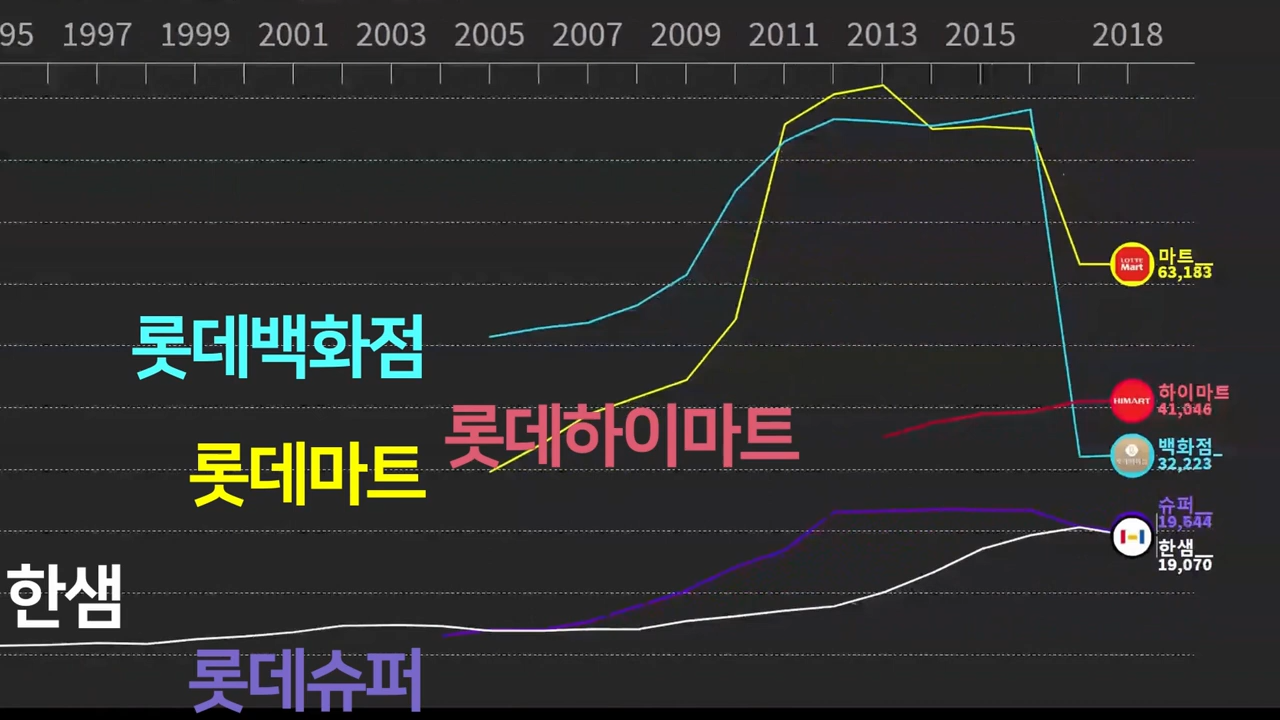 95 1997 1999 2001 2003 2005 2007 2009 2011 2013 2015 2018
LOTTE
Mart
마트__
63,183
롯데백화점
HIMART
하이마트
41,046
롯데하이마트
백화점_
32,223
롯데마트
슈퍼__
19,644
한샘__
19,070
한샘
롯데슈퍼